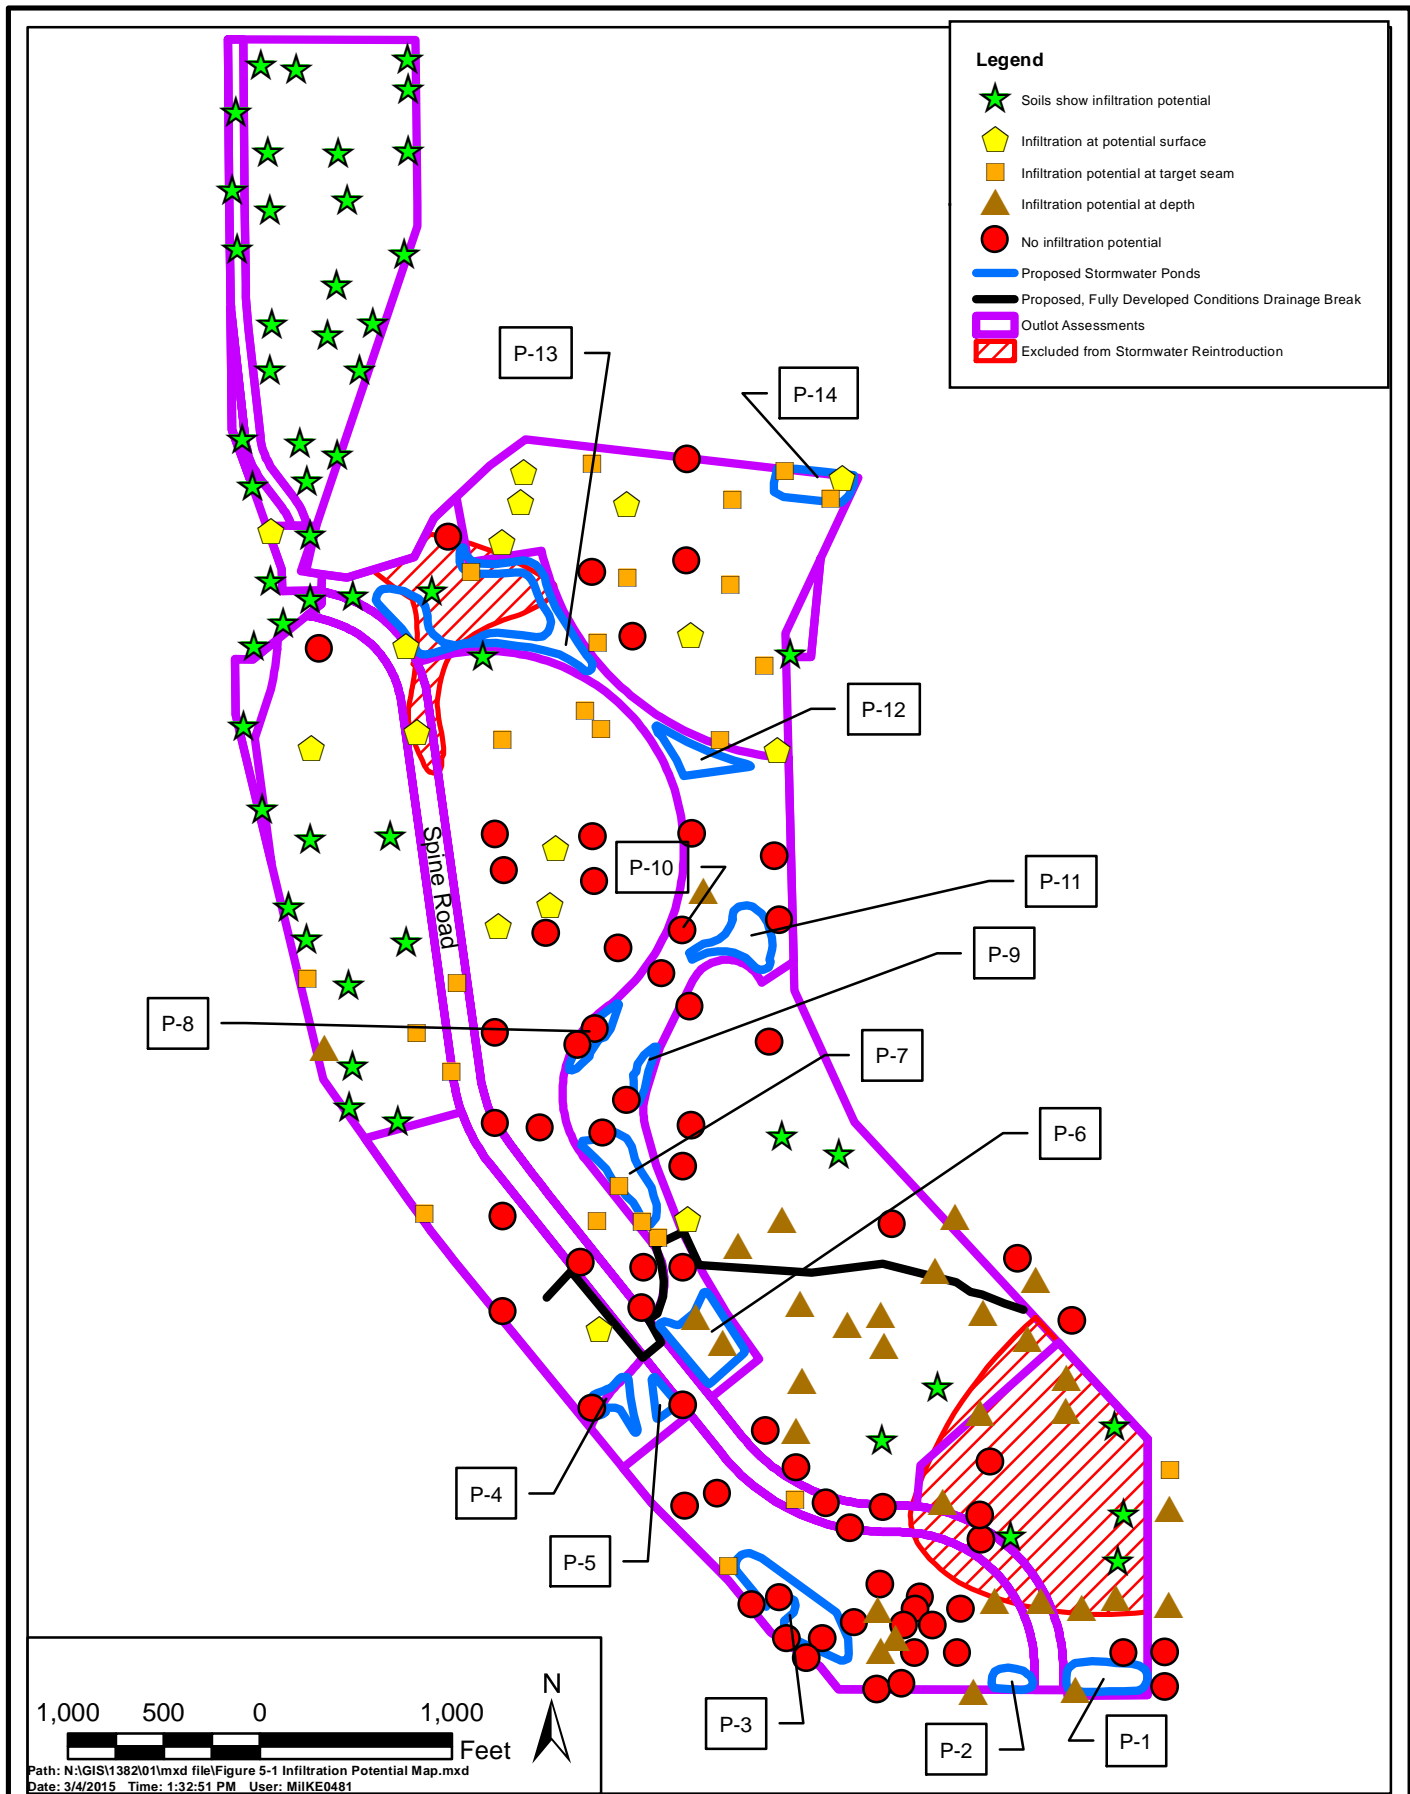 Legend
Soils show infiltration potential
Infiltration at potential surface
Infiltration potential at target seam
Infiltration potential at depth
No infiltration potential
Proposed Stormwater Ponds
Proposed, Fully Developed Conditions Drainage Break
Outlot Assessments
Excluded from Stormwater Reintroduction
P-13
P-14
P-12
P-10
P-11
Spine Road
P-9
P-8
P-7
P-6
P-4
P-5
P-3
P-2
P-1
N
1,000 500 0 1,000
Feet
Path: N:\GIS\1382\01\mxd file\Figure 5-1 Infiltration Potential Map.mxd
Date: 3/4/2015 Time: 1:32:51 PM User: MilKE0481